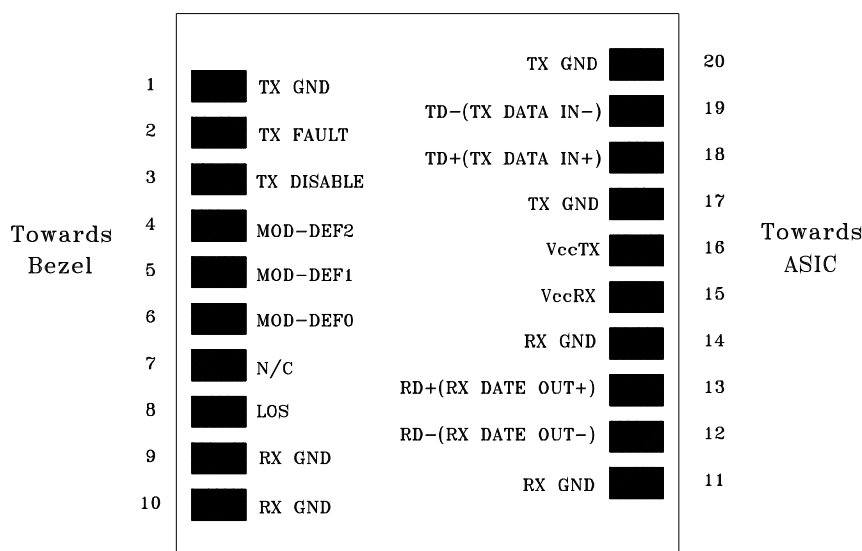 1 TX GND
2 TX FAULT
3 TX DISABLE
4 MOD-DEF2
5 MOD-DEF1
6 MOD-DEF0
7 N/C
8 LOS
9 RX GND
10 RX GND
Towards
Bezel
TX GND 20
TD-(TX DATA IN-) 19
TD+(TX DATA IN+) 18
TX GND 17
VccTX 16
VccRX 15
RX GND 14
RD+(RX DATE OUT+) 13
RD-(RX DATE OUT-) 12
RX GND 11
Towards
ASIC